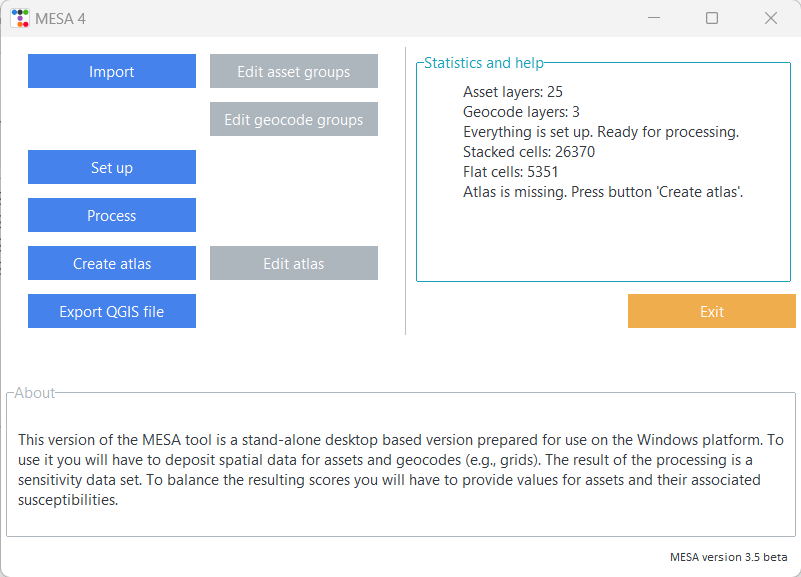 MESA 4
Import
Edit asset groups
Edit geocode groups
Set up
Process
Create atlas
Edit atlas
Export QGIS file
Statistics and help
Asset layers: 25
Geocode layers: 3
Everything is set up. Ready for processing.
Stacked cells: 26370
Flat cells: 5351
Atlas is missing. Press button 'Create atlas'.
Exit
About
This version of the MESA tool is a stand-alone desktop based version prepared for use on the Windows platform. To
use it you will have to deposit spatial data for assets and geocodes (e.g., grids). The result of the processing is a
sensitivity data set. To balance the resulting scores you will have to provide values for assets and their associated
susceptibilities.
MESA version 3.5 beta